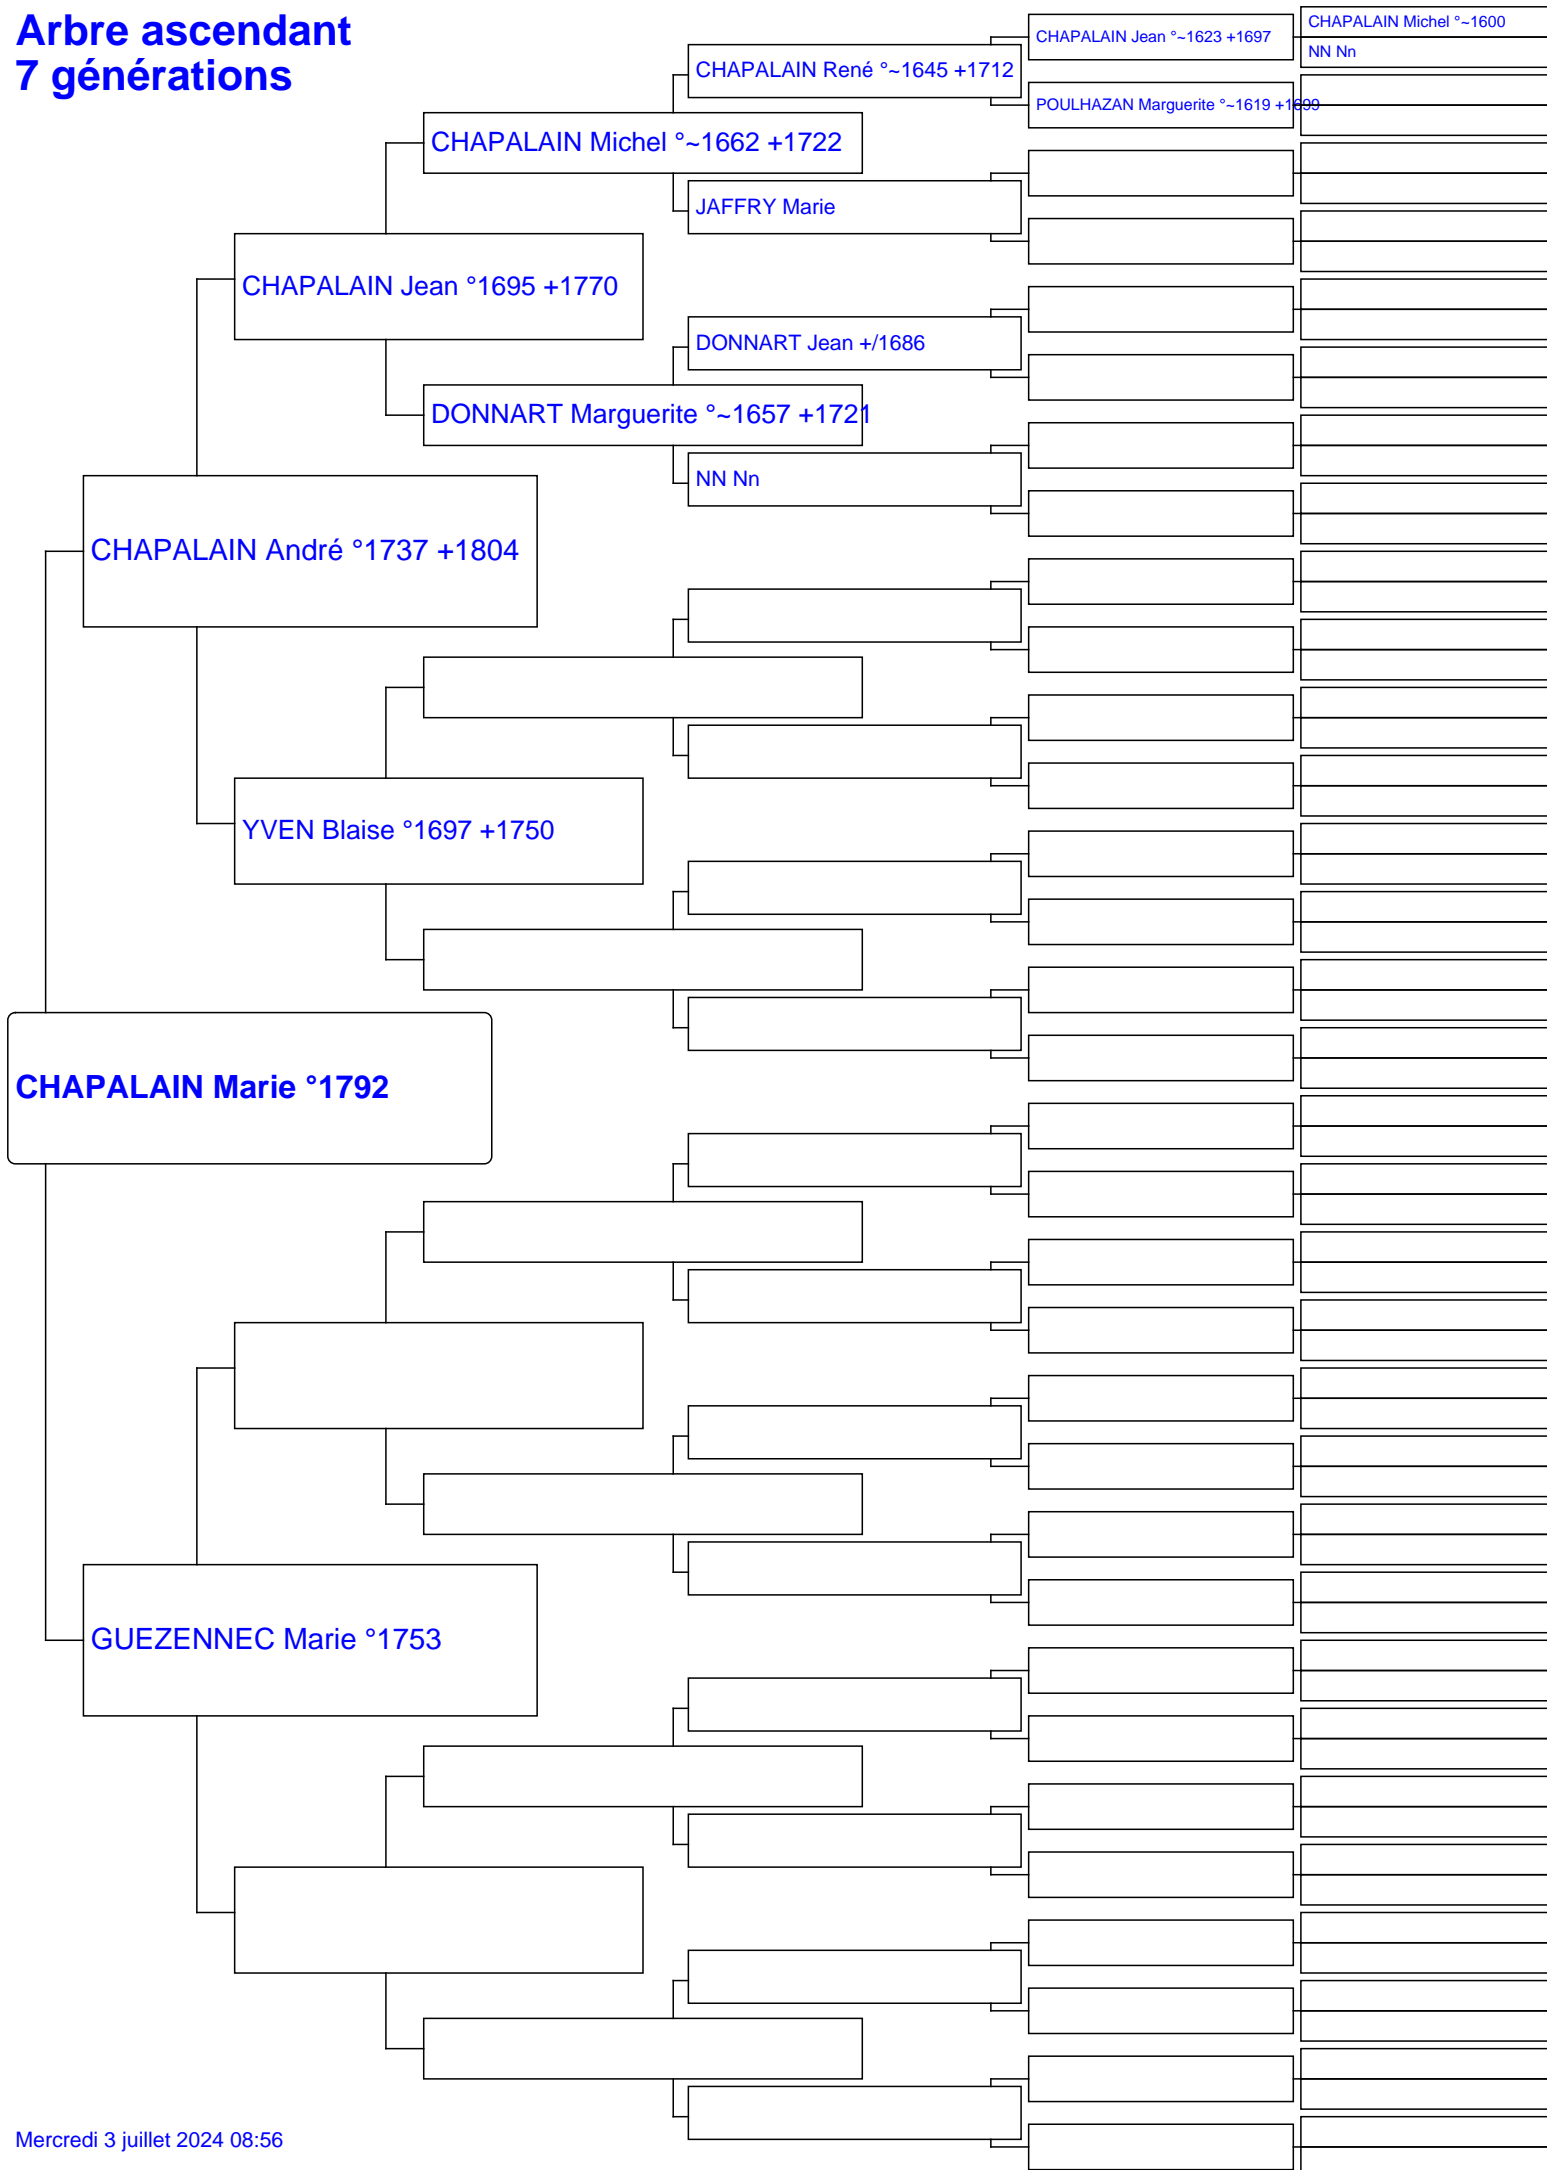 Arbre ascendant
7 générations
CHAPALAIN Michel °~1600
NN Nn
CHAPALAIN Jean °~1623 +1697
CHAPALAIN René °~1645 +1712
POULHAZAN Marguerite °~1619 +1699
CHAPALAIN Michel °~1662 +1722
JAFFRY Marie
CHAPALAIN Jean °1695 +1770
DONNART Jean +/1686
DONNART Marguerite °~1657 +1721
NN Nn
CHAPALAIN André °1737 +1804
YVEN Blaise °1697 +1750
CHAPALAIN Marie °1792
GUEZENNEC Marie °1753
Mercredi 3 juillet 2024 08:56